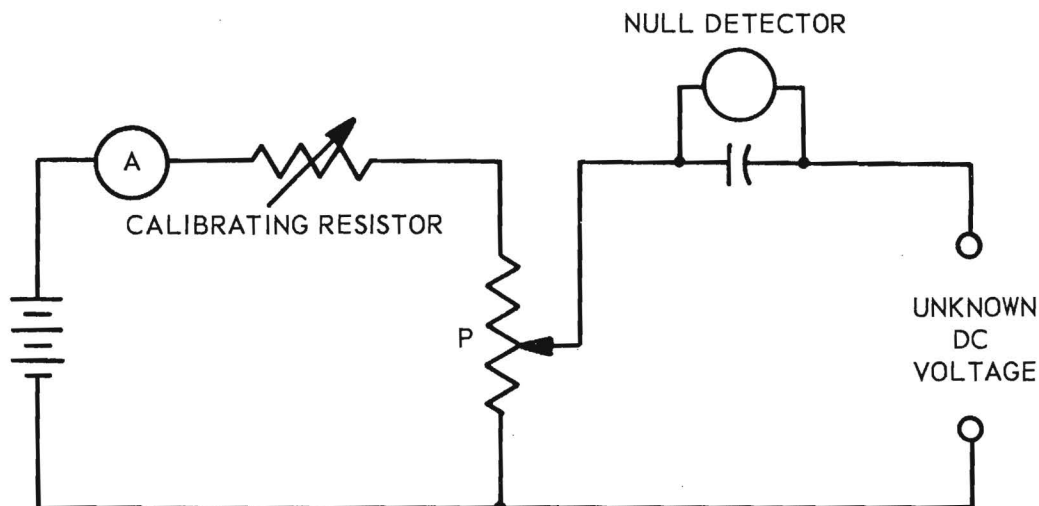 NULL DETECTOR
A
CALIBRATING RESISTOR
P
UNKNOWN
DC
VOLTAGE